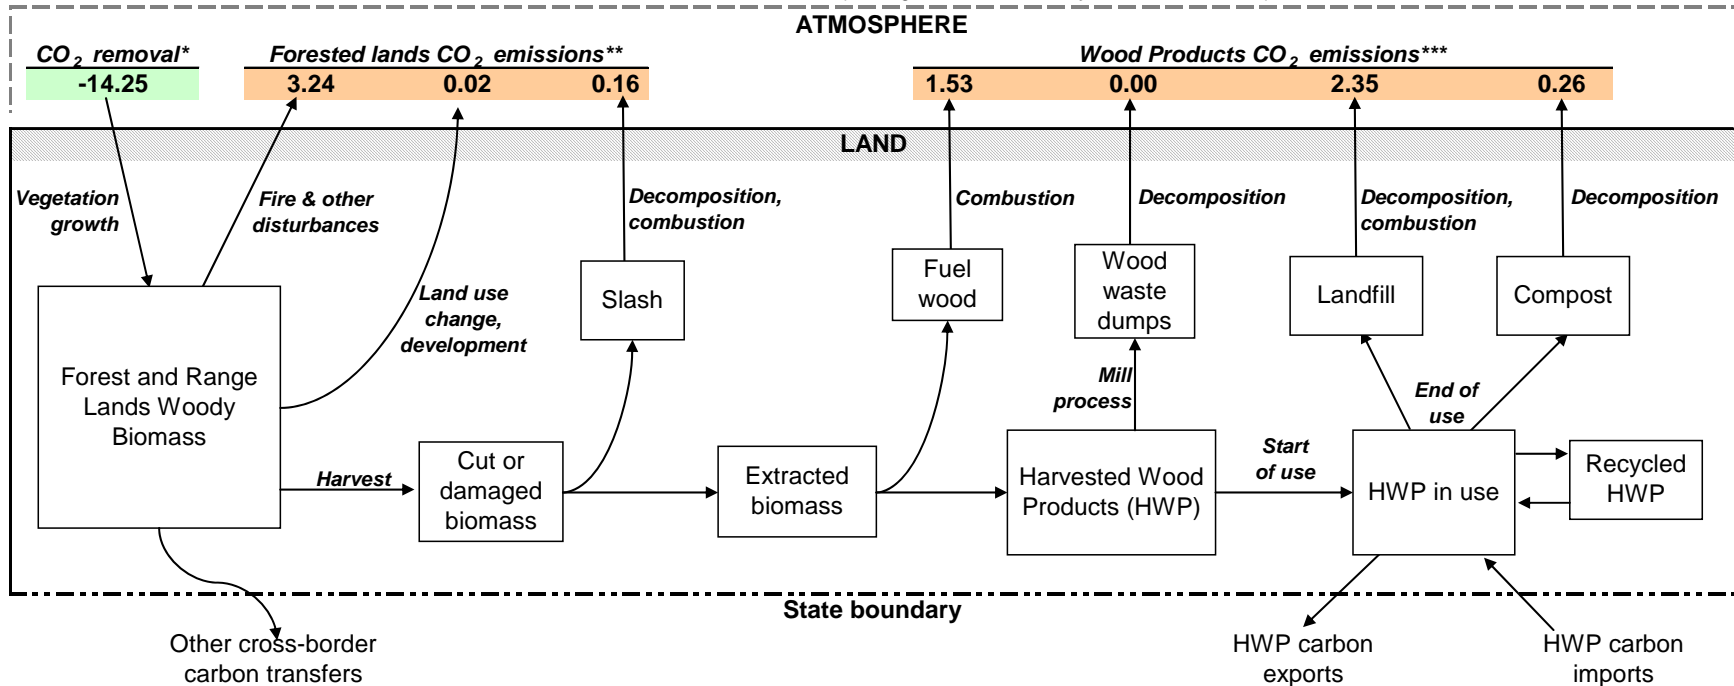 ATMOSPHERE
CO2 removal*
Forested lands CO2 emissions**
Wood Products CO2 emissions***
-14.25
3.24
0.02
0.16
1.53
0.00
2.35
0.26
LAND
Vegetation
growth
Fire & other
disturbances
Decomposition,
combustion
Combustion
Decomposition
Decomposition,
combustion
Decomposition
Land use
change,
development
Slash
Fuel
wood
Wood
waste
dumps
Landfill
Compost
Forest and Range
Lands Woody
Biomass
Mill
process
End of
use
Harvest
Cut or
damaged
biomass
Extracted
biomass
Harvested Wood
Products (HWP)
Start
of use
HWP in use
Recycled
HWP
State boundary
Other cross-border
carbon transfers
HWP carbon
exports
HWP carbon
imports